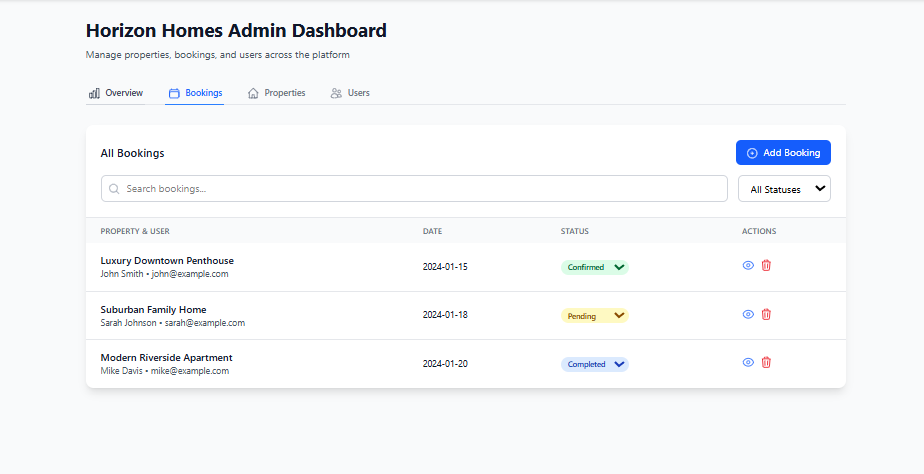 Horizon Homes Admin Dashboard
Manage properties, bookings, and users across the platform
Overview Bookings Properties Users
All Bookings Add Booking
Search bookings... All Statuses
PROPERTY & USER DATE STATUS ACTIONS
Luxury Downtown Penthouse
John Smith • john@example.com 2024-01-15 Confirmed
Suburban Family Home
Sarah Johnson • sarah@example.com 2024-01-18 Pending
Modern Riverside Apartment
Mike Davis • mike@example.com 2024-01-20 Completed